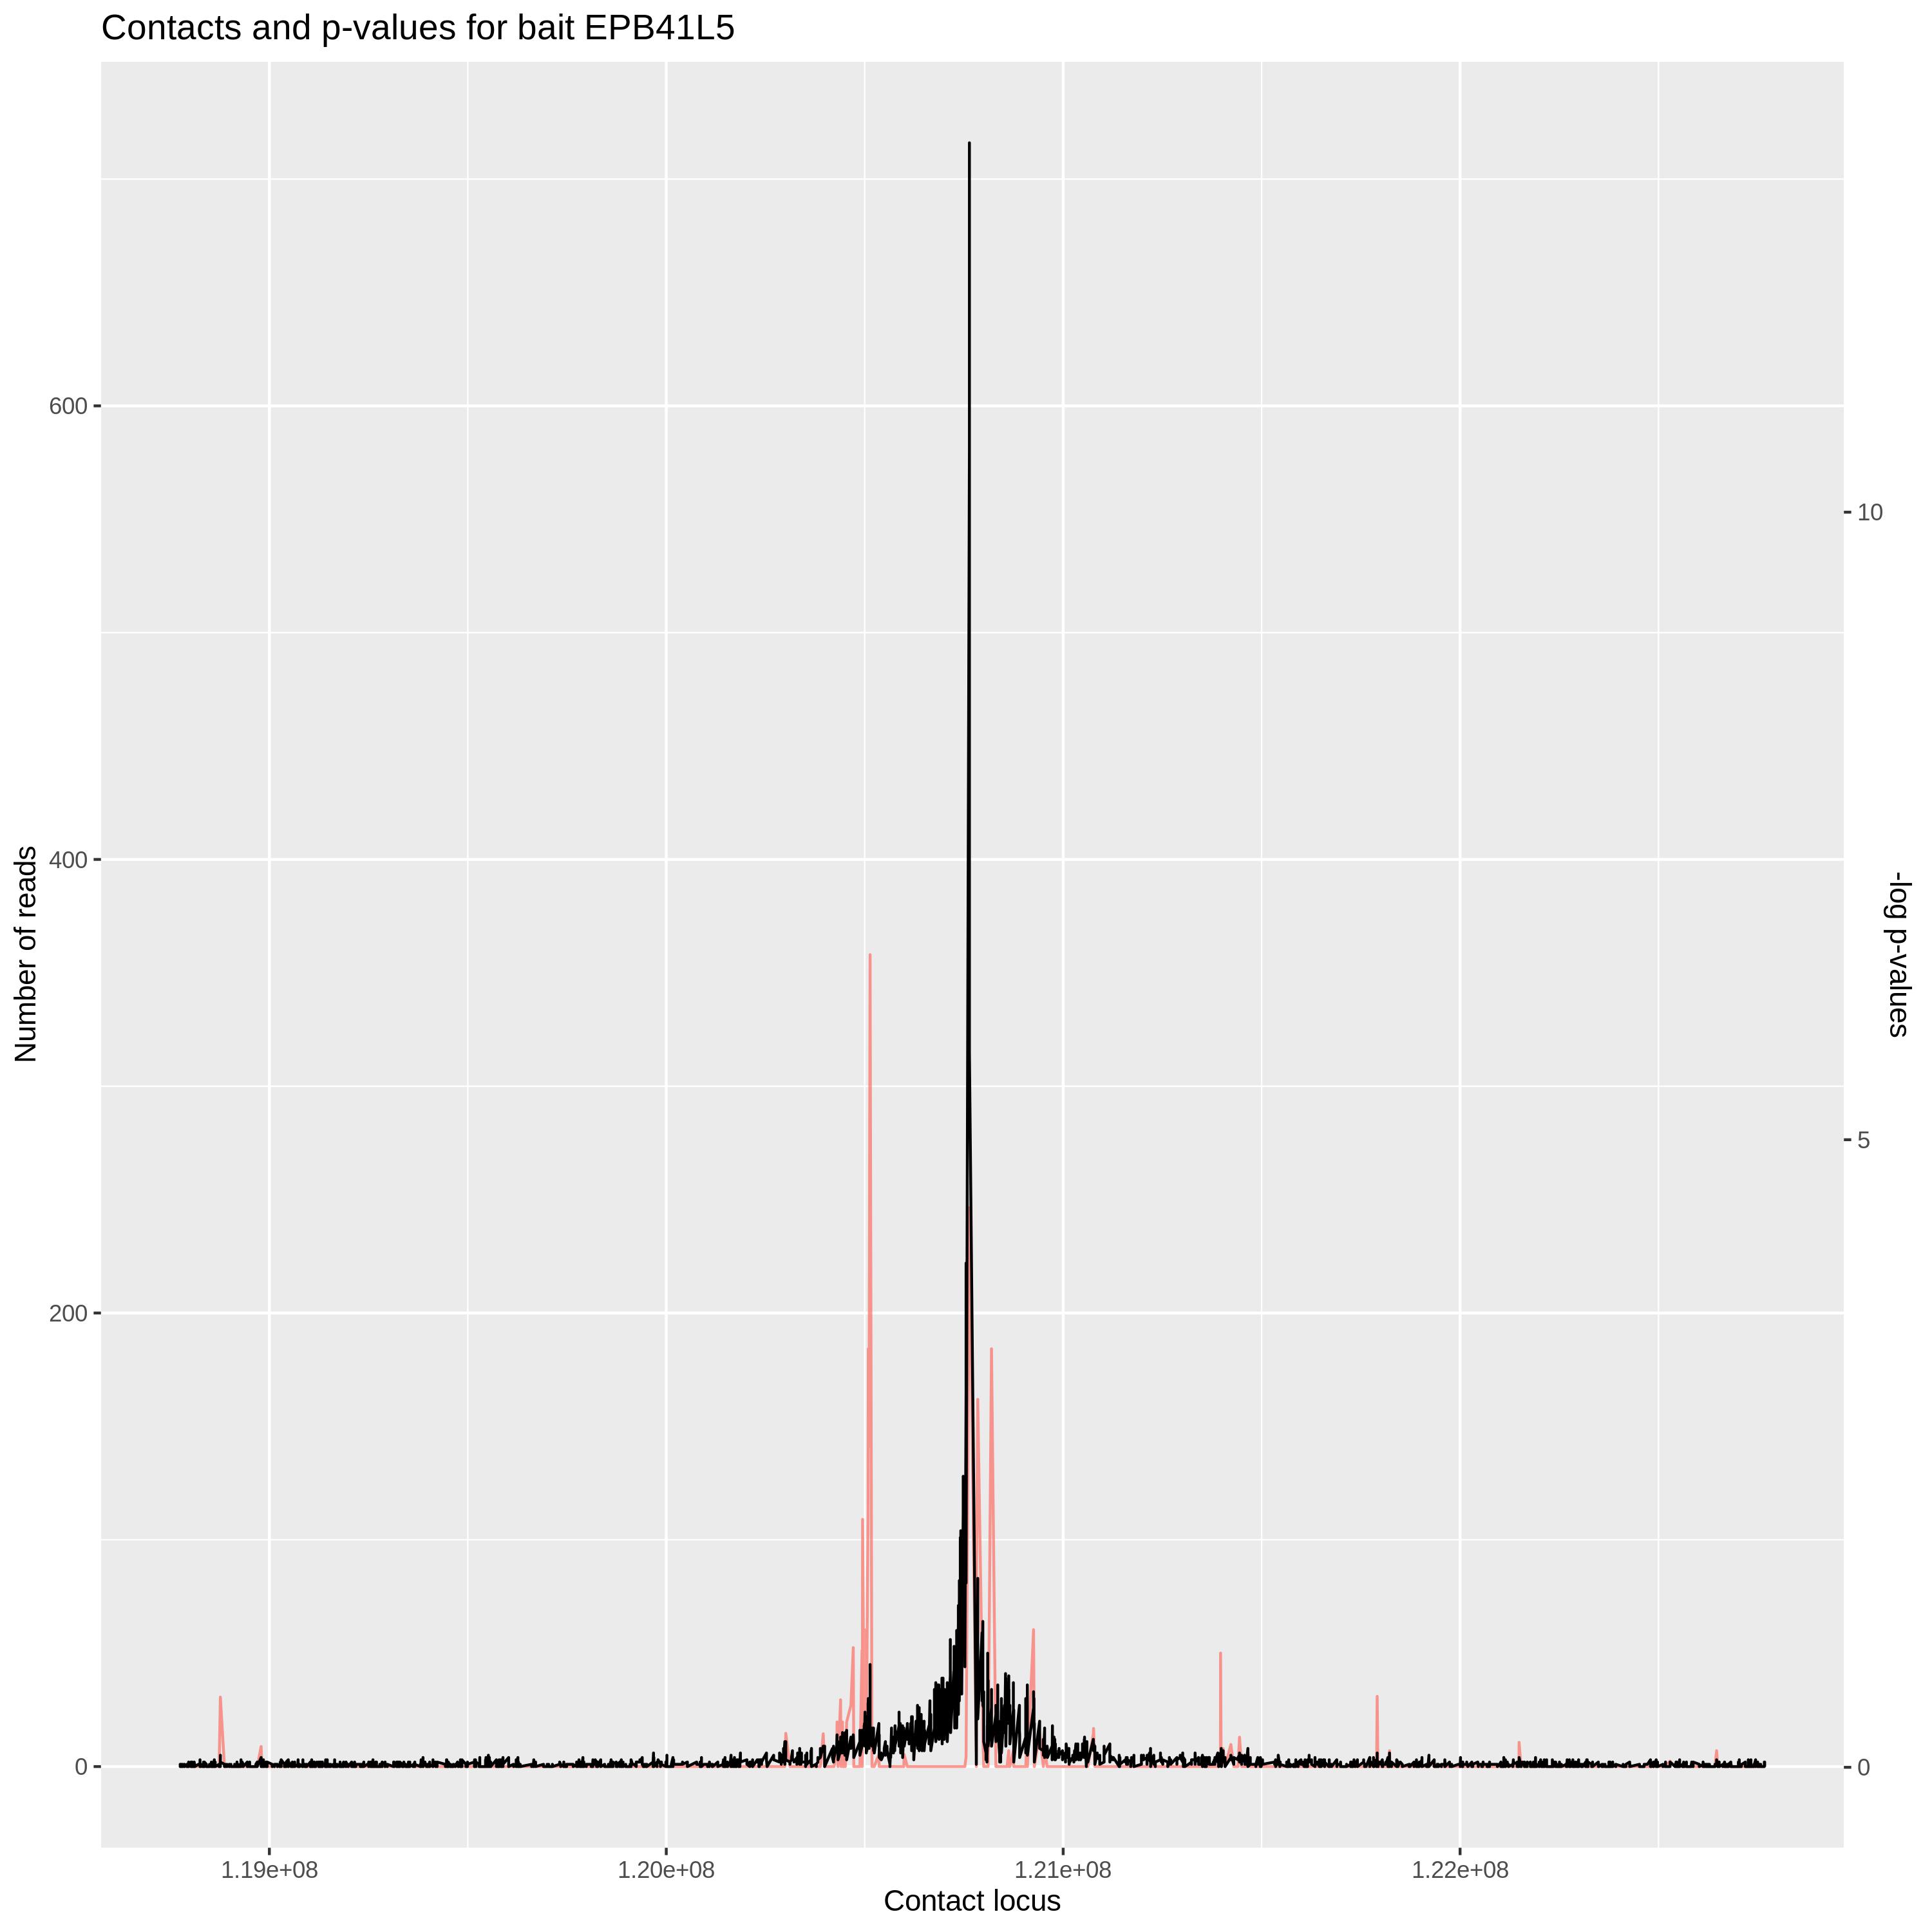 Contacts and p-values for bait EPB41L5
Number of reads
600
400
200
0
-log p-values
10
5
0
1.19e+08
1.20e+08
1.21e+08
1.22e+08
Contact locus